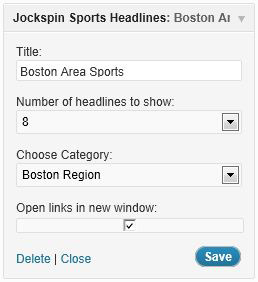 Jockspin Sports Headlines: Boston Ar
Title:
Boston Area Sports
Number of headlines to show:
8
Choose Category:
Boston Region
Open links in new window:
Delete | Close Save